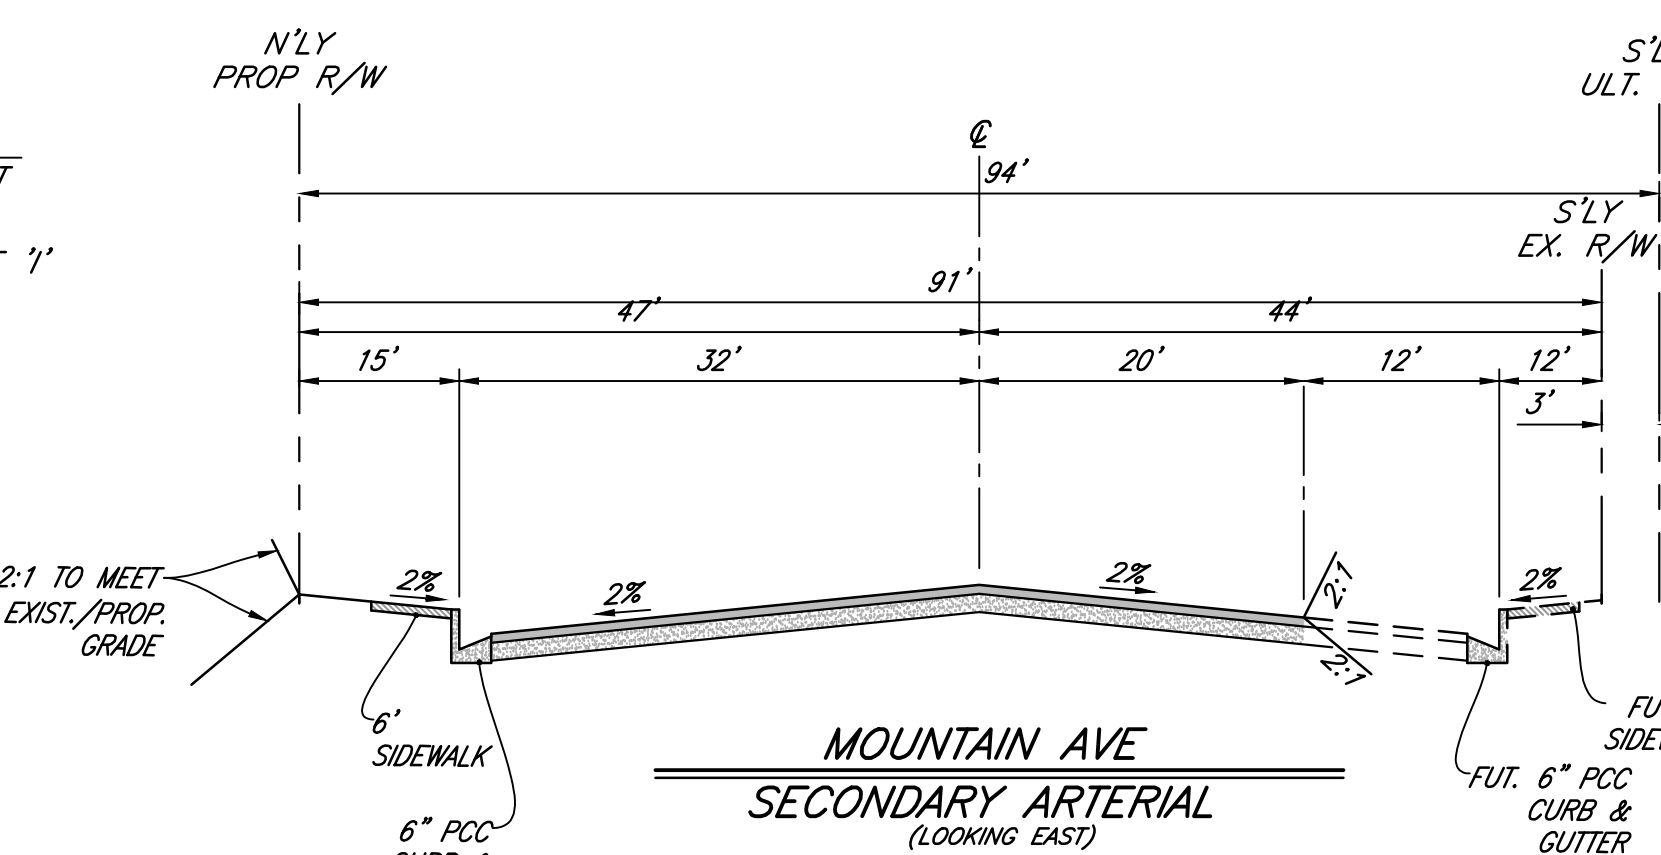 N'LY
PROP R/W
ULT.
℄
94'
T
'1'
S'LY
EX. R/W
91'
47'
44'
15'
32'
20'
12'
12'
3'
2:1 TO MEET
EXIST./PROP.
GRADE
2%
2%
2%
2%
2:1
2:1
6'
SIDEWALK
6" PCC
FUT. 6" PCC
CURB &
GUTTER
MOUNTAIN AVE
SECONDARY ARTERIAL
(LOOKING EAST)